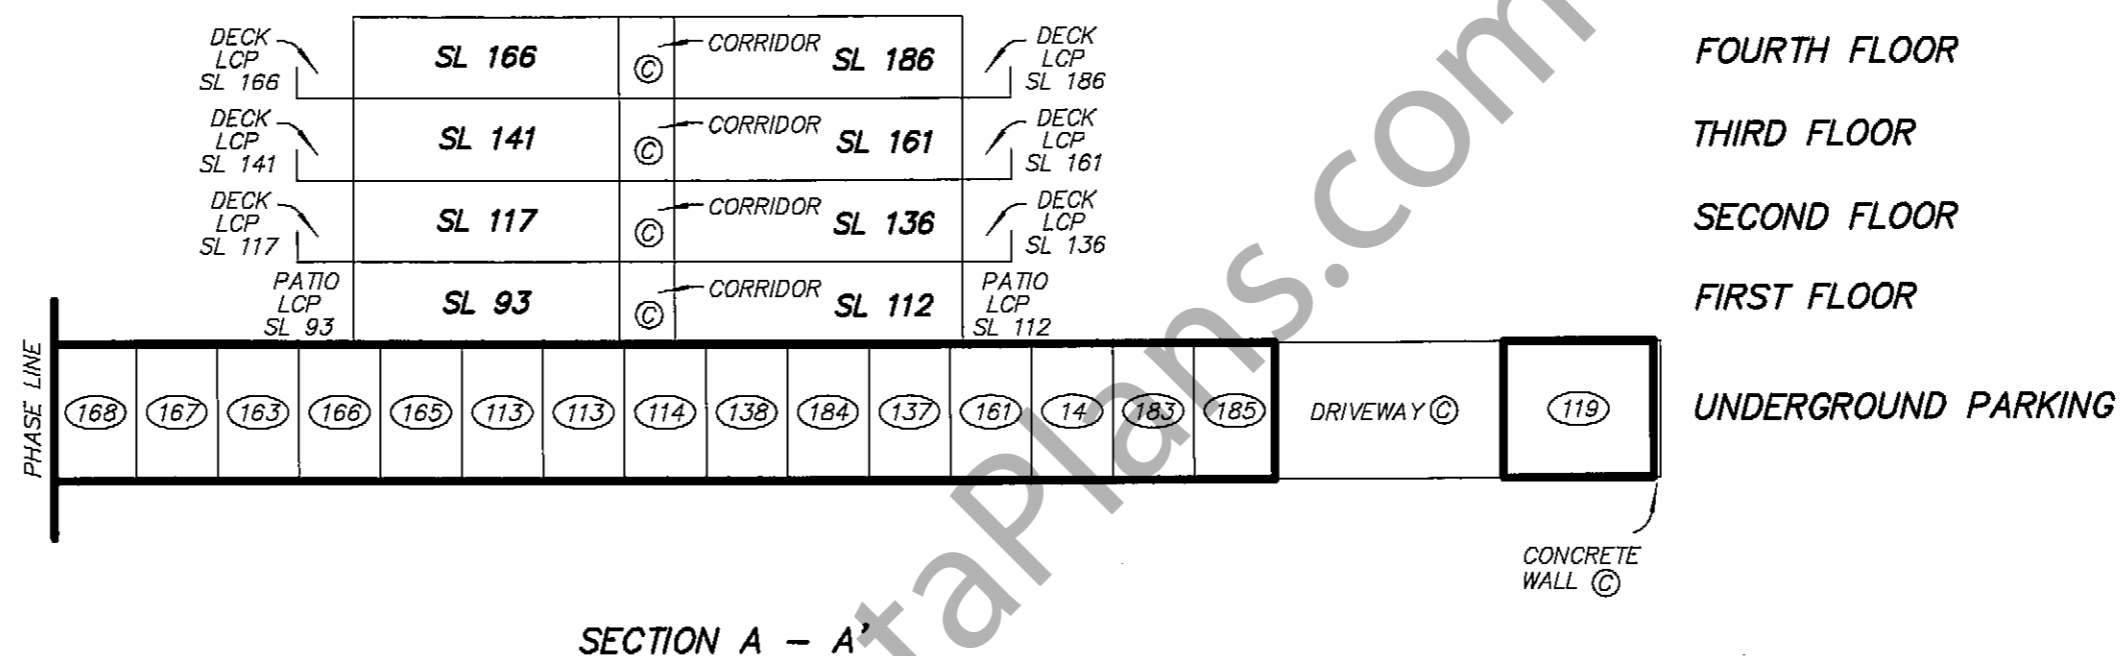 DECK
LCP
SL 166
SL 166
Ⓒ
CORRIDOR
SL 186
DECK
LCP
SL 186
FOURTH FLOOR
DECK
LCP
SL 141
SL 141
Ⓒ
CORRIDOR
SL 161
DECK
LCP
SL 161
THIRD FLOOR
DECK
LCP
SL 117
SL 117
Ⓒ
CORRIDOR
SL 136
DECK
LCP
SL 136
SECOND FLOOR
PATIO
LCP
SL 93
SL 93
Ⓒ
CORRIDOR
SL 112
PATIO
LCP
SL 112
FIRST FLOOR
PHASE LINE
168 167 163 166 165 113 113 114 138 184 137 161 14 183 185
DRIVEWAY Ⓒ
119
UNDERGROUND PARKING
CONCRETE
WALL Ⓒ
SECTION A - A'
taPlans.com